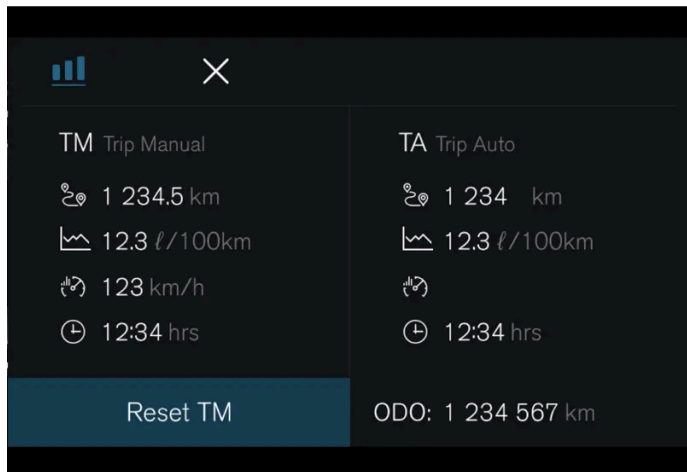 TM Trip Manual
1 234.5 km
12.3 ℓ/100km
123 km/h
12:34 hrs
Reset TM
TA Trip Auto
1 234 km
12.3 ℓ/100km
12:34 hrs
ODO: 1 234 567 km